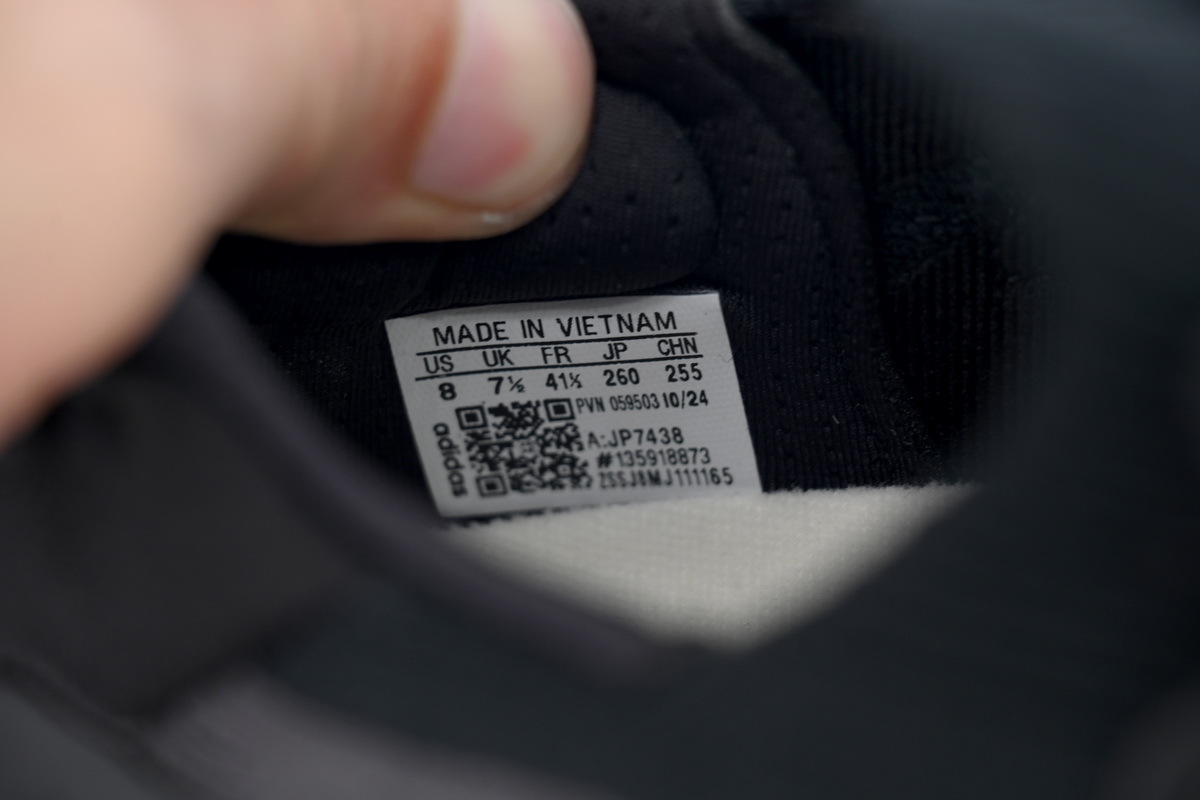 MADE IN VIETNAM
US UK FR JP CHN
8 7½ 41⅓ 260 255
PVN 059503 10/24
adidas
A:JP7438
#135918873
ZSSJ8MJ111165